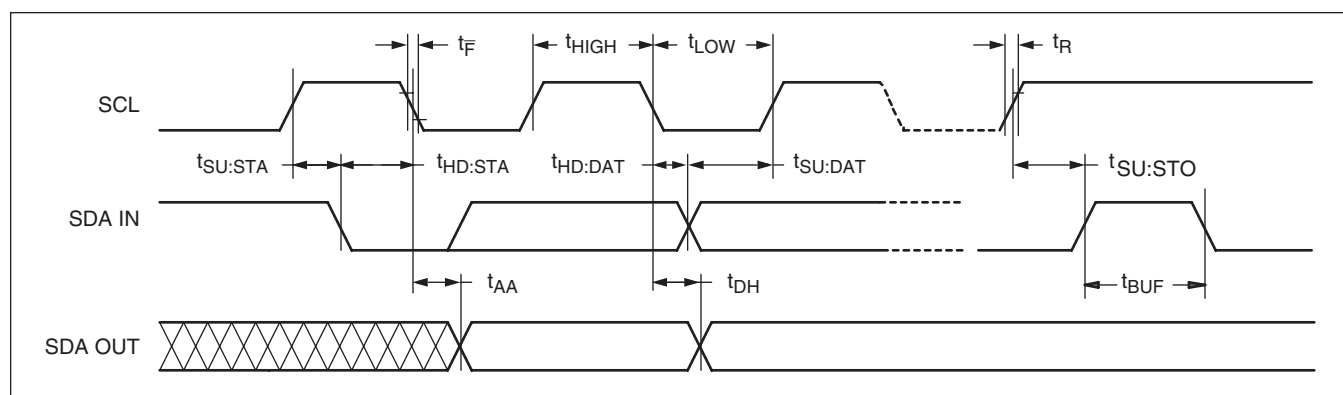 tF̅ tHIGH tLOW tR
SCL
tSU:STA tHD:STA tHD:DAT tSU:DAT tSU:STO
SDA IN
tAA tDH tBUF
SDA OUT